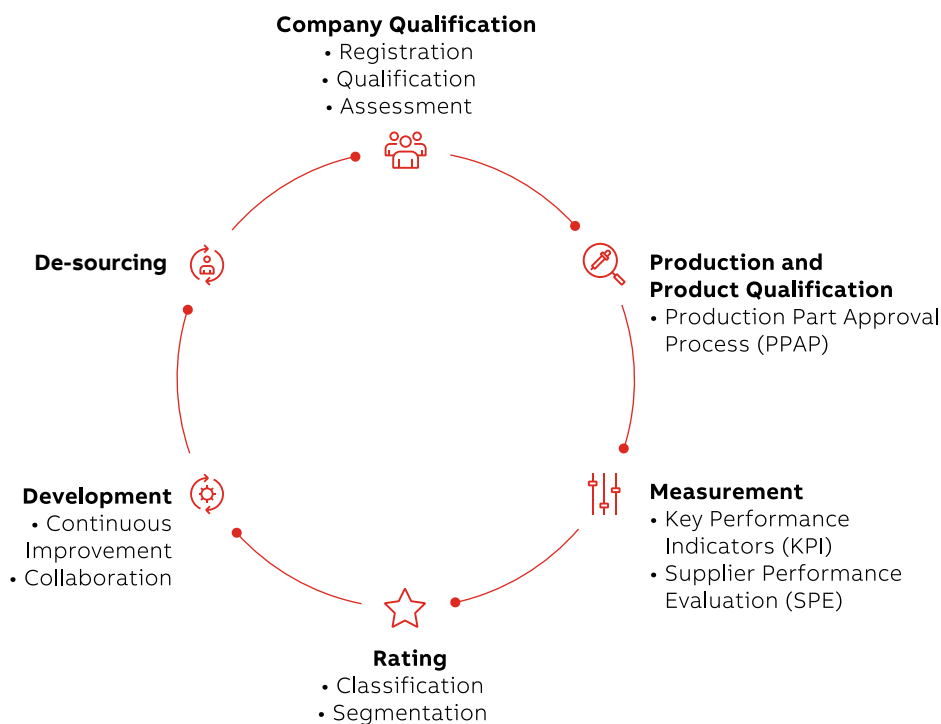 Company Qualification
• Registration
• Qualification
• Assessment
Production and
Product Qualification
• Production Part Approval
Process (PPAP)
Measurement
• Key Performance
Indicators (KPI)
• Supplier Performance
Evaluation (SPE)
Rating
• Classification
• Segmentation
Development
• Continuous
Improvement
• Collaboration
De-sourcing